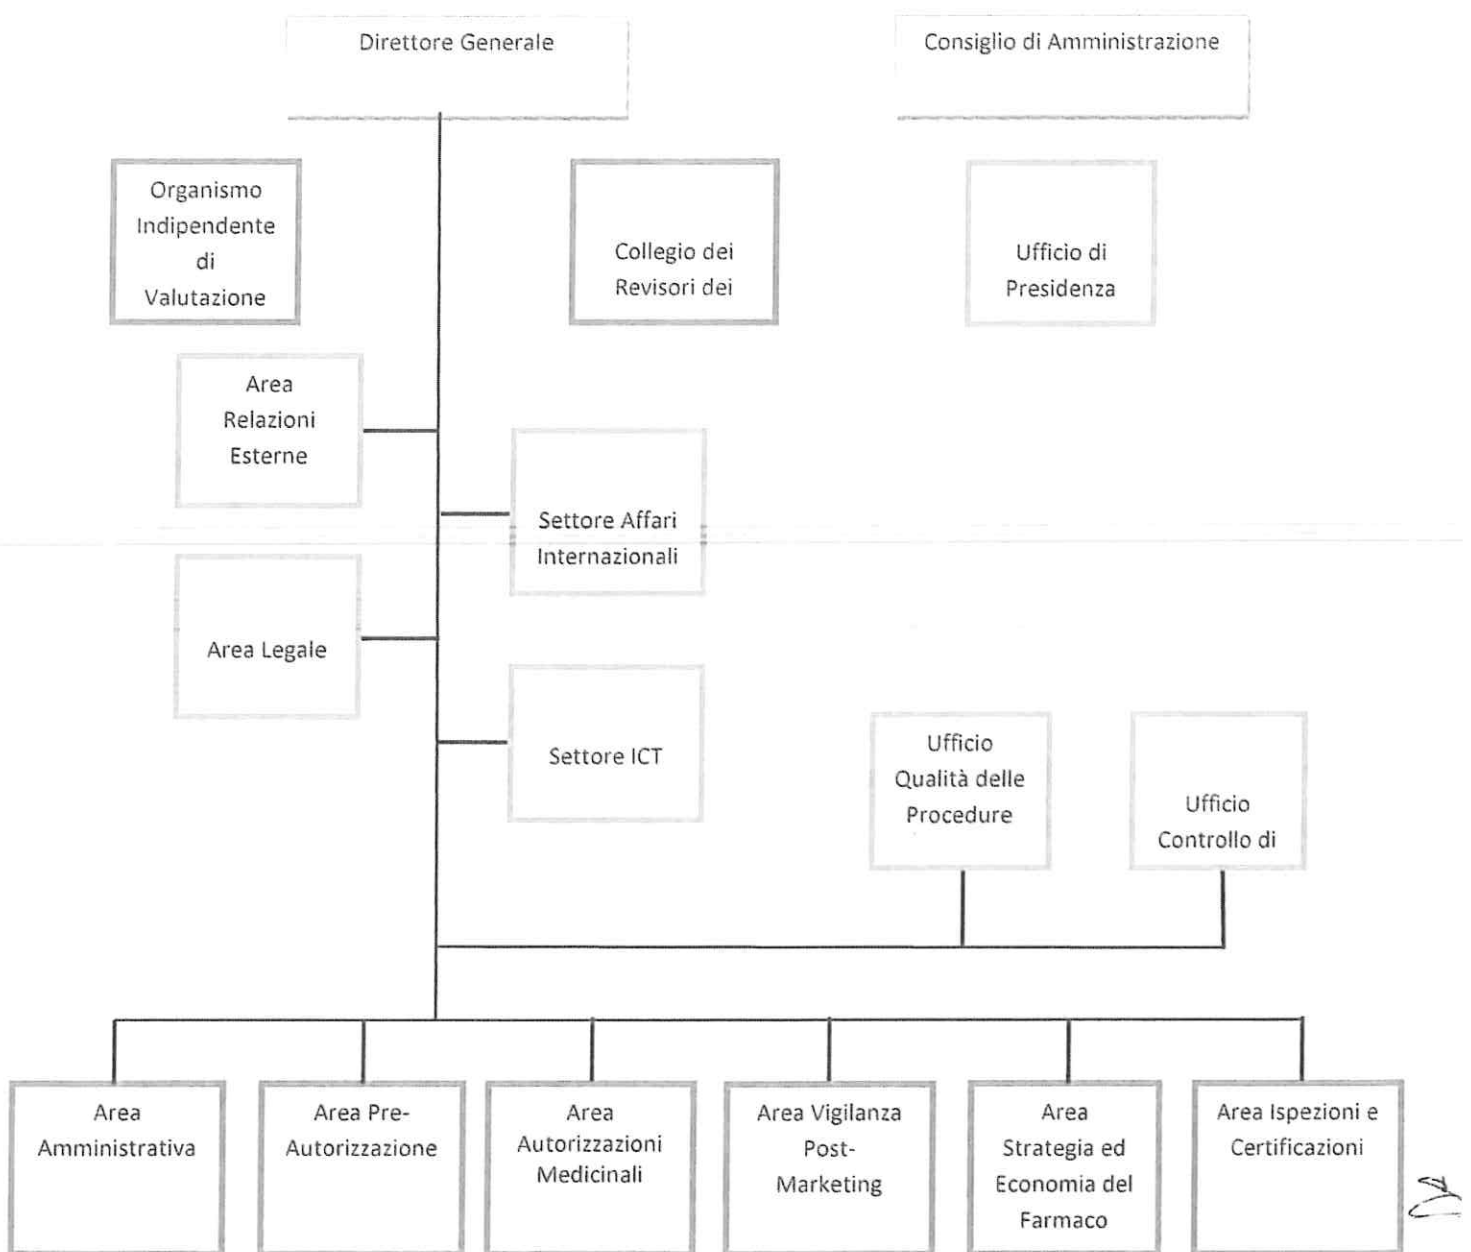 Direttore Generale
Consiglio di Amministrazione
Organismo
Indipendente
di
Valutazione
Collegio dei
Revisori dei
Ufficio di
Presidenza
Area
Relazioni
Esterne
Settore Affari
Internazionali
Area Legale
Settore ICT
Ufficio
Qualità delle
Procedure
Ufficio
Controllo di
Area
Amministrativa
Area Pre-
Autorizzazione
Area
Autorizzazioni
Medicinali
Area Vigilanza
Post-
Marketing
Area
Strategia ed
Economia del
Farmaco
Area Ispezioni e
Certificazioni